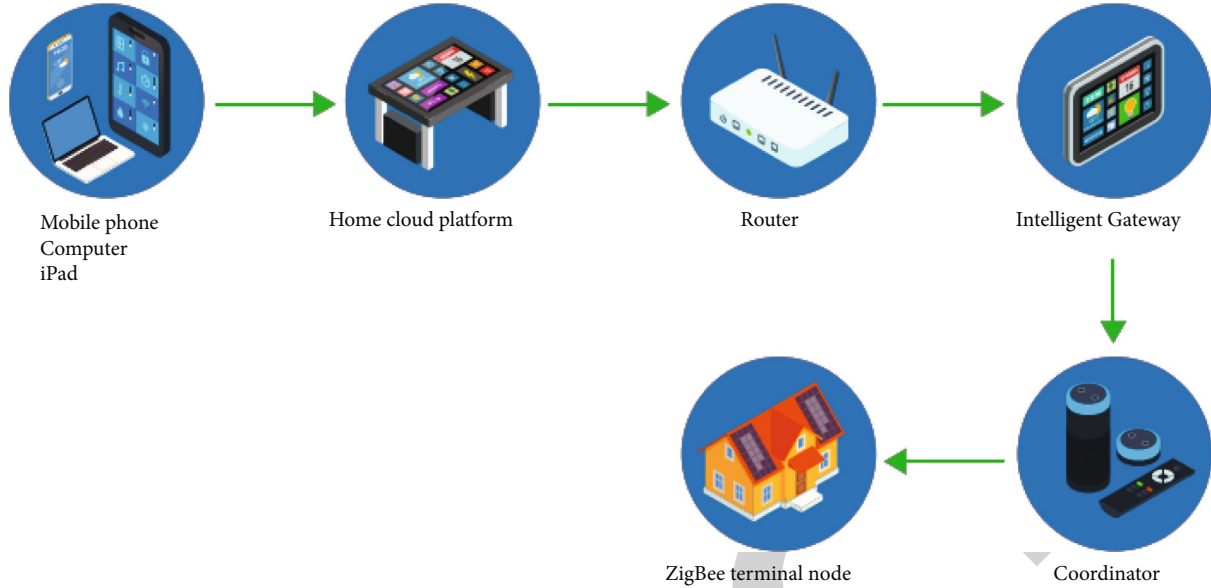 Mobile phone
Computer
iPad
Home cloud platform
Router
Intelligent Gateway
ZigBee terminal node
Coordinator